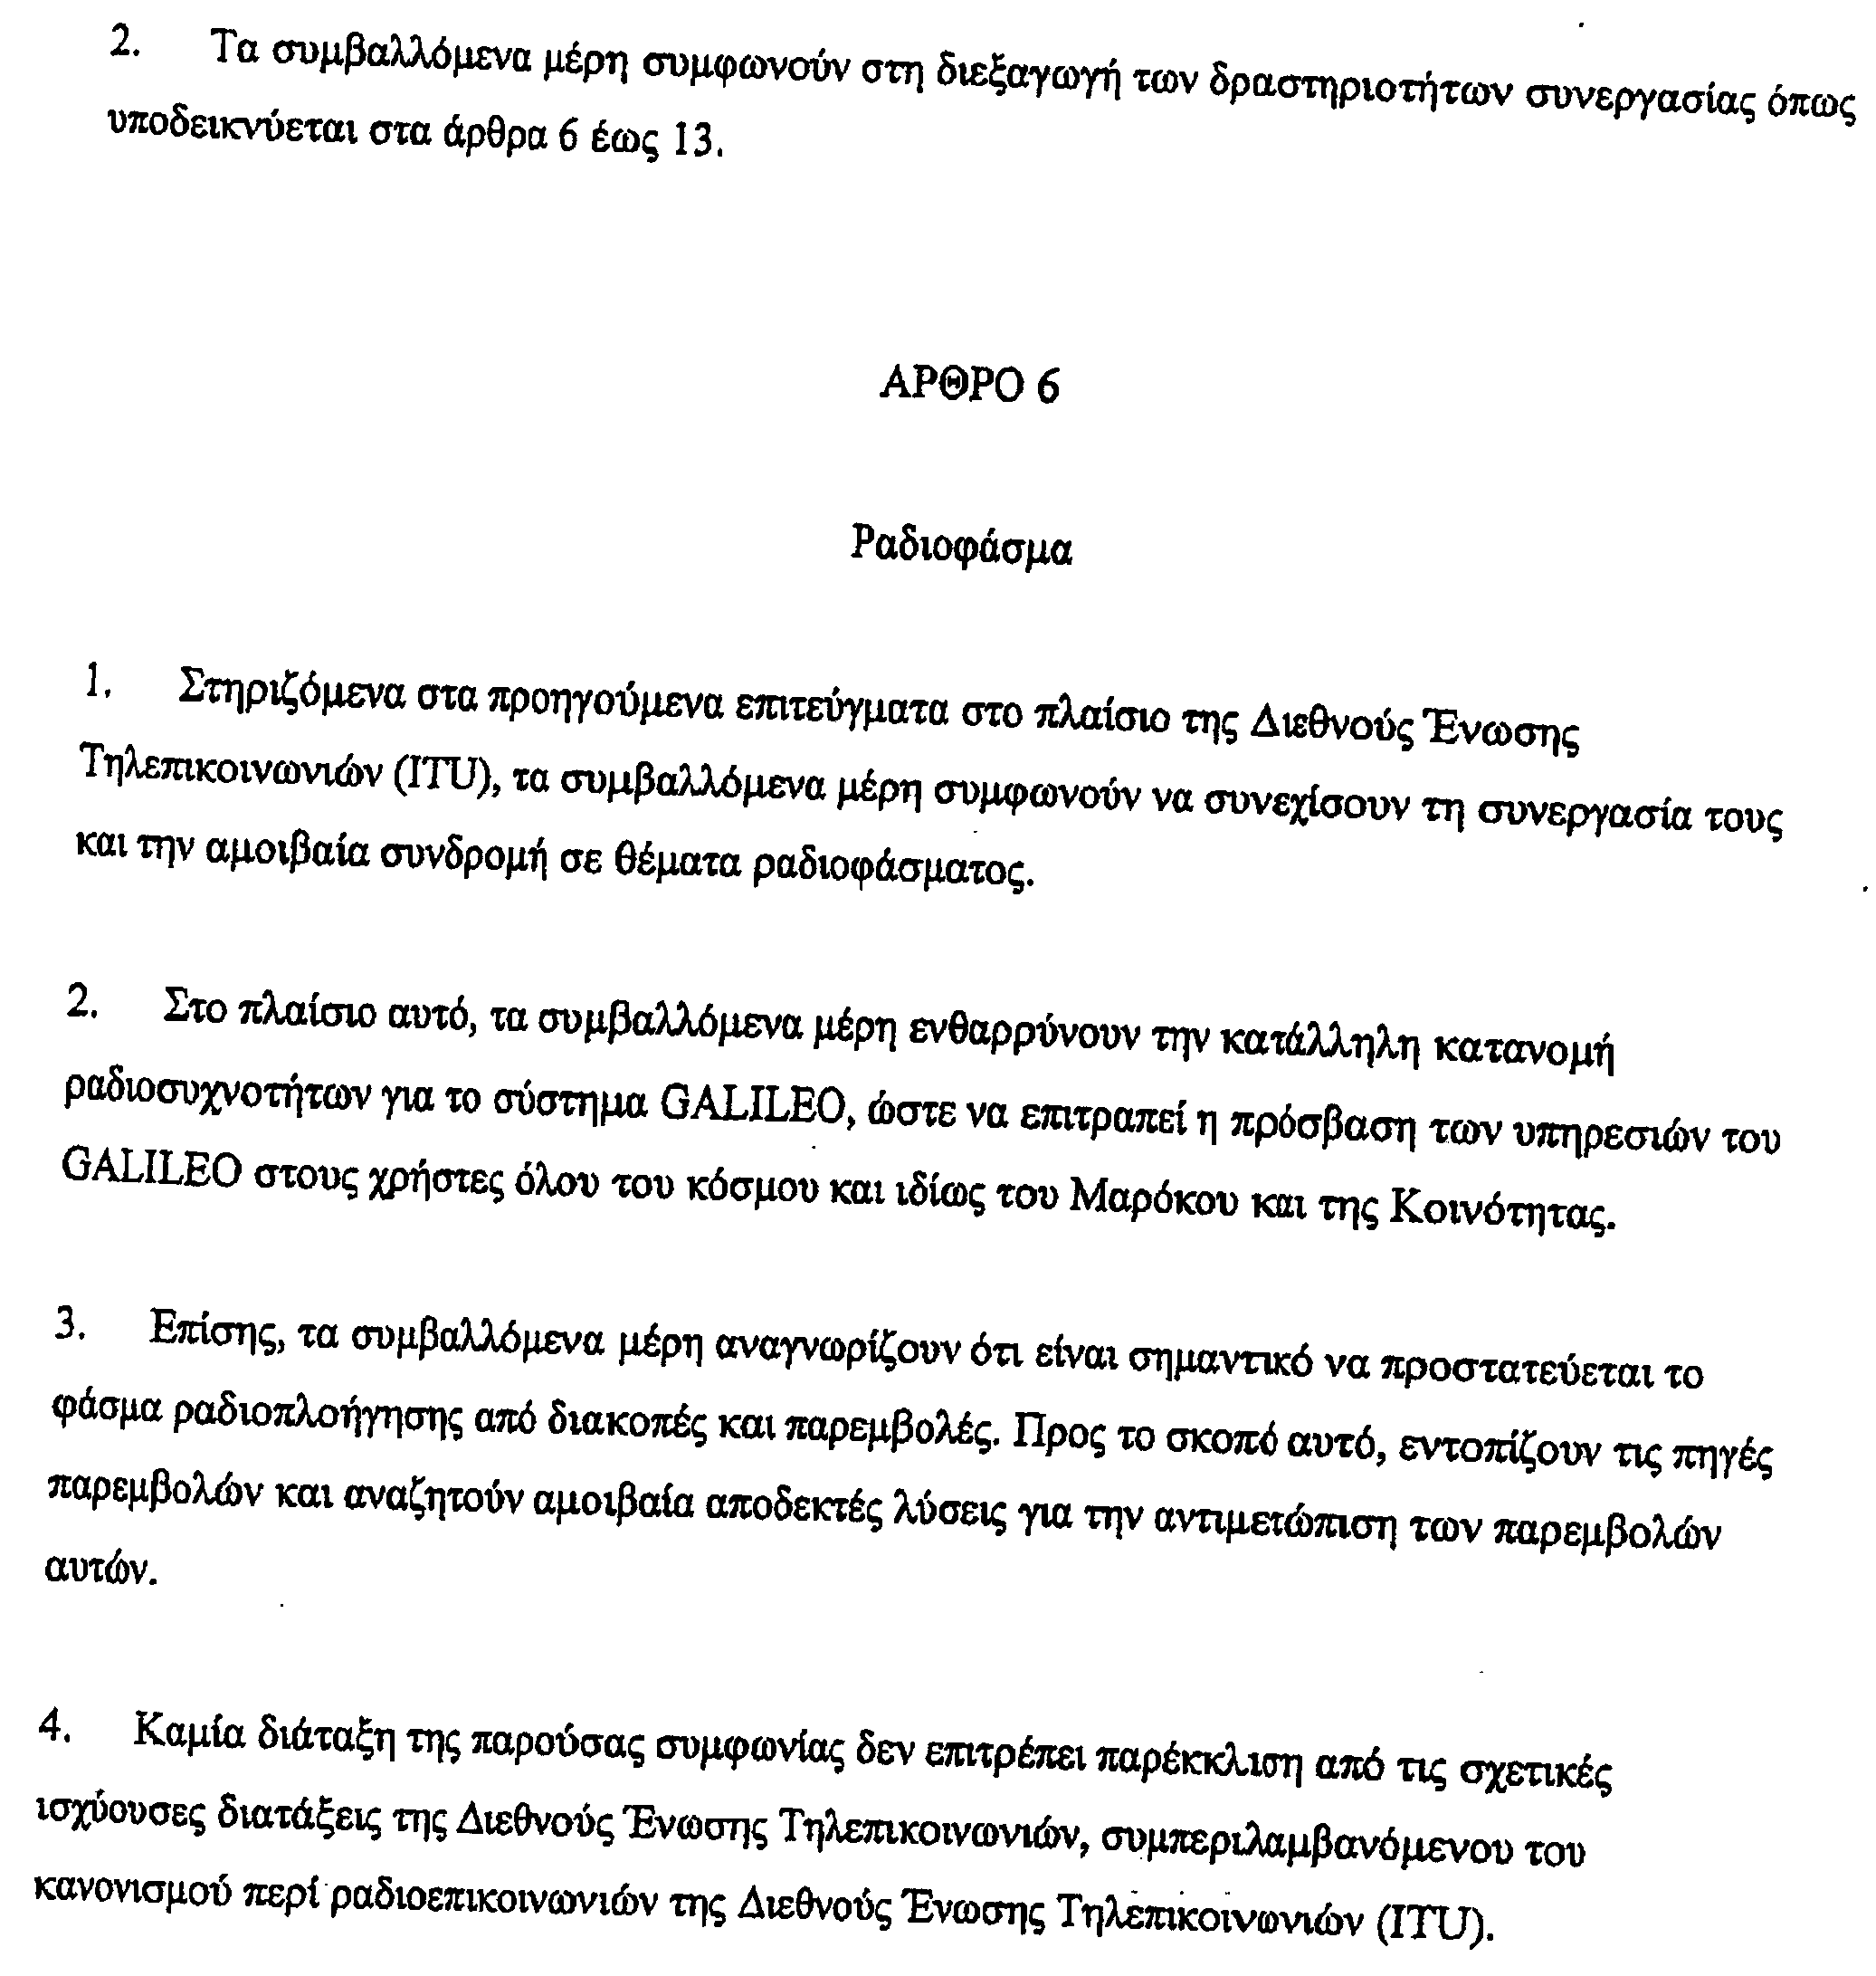 2. Τα συμβαλλόμενα μέρη συμφωνούν στη διεξαγωγή των δραστηριοτήτων συνεργασίας όπως
υποδεικνύεται στα άρθρα 6 έως 13.
ΑΡΘΡΟ 6
Ραδιοφάσμα
1. Στηριζόμενα στα προηγούμενα επιτεύγματα στο πλαίσιο της Διεθνούς Ένωσης
Τηλεπικοινωνιών (ITU), τα συμβαλλόμενα μέρη συμφωνούν να συνεχίσουν τη συνεργασία τους
και την αμοιβαία συνδρομή σε θέματα ραδιοφάσματος.
2. Στο πλαίσιο αυτό, τα συμβαλλόμενα μέρη ενθαρρύνουν την κατάλληλη κατανομή
ραδιοσυχνοτήτων για το σύστημα GALILEO, ώστε να επιτραπεί η πρόσβαση των υπηρεσιών του
GALILEO στους χρήστες όλου του κόσμου και ιδίως του Μαρόκου και της Κοινότητας.
3. Επίσης, τα συμβαλλόμενα μέρη αναγνωρίζουν ότι είναι σημαντικό να προστατεύεται το
φάσμα ραδιοπλοήγησης από διακοπές και παρεμβολές. Προς το σκοπό αυτό, εντοπίζουν τις πηγές
παρεμβολών και αναζητούν αμοιβαία αποδεκτές λύσεις για την αντιμετώπιση των παρεμβολών
αυτών.
4. Καμία διάταξη της παρούσας συμφωνίας δεν επιτρέπει παρέκκλιση από τις σχετικές
ισχύουσες διατάξεις της Διεθνούς Ένωσης Τηλεπικοινωνιών, συμπεριλαμβανόμενου του
κανονισμού περί ραδιοεπικοινωνιών της Διεθνούς Ένωσης Τηλεπικοινωνιών (ITU).